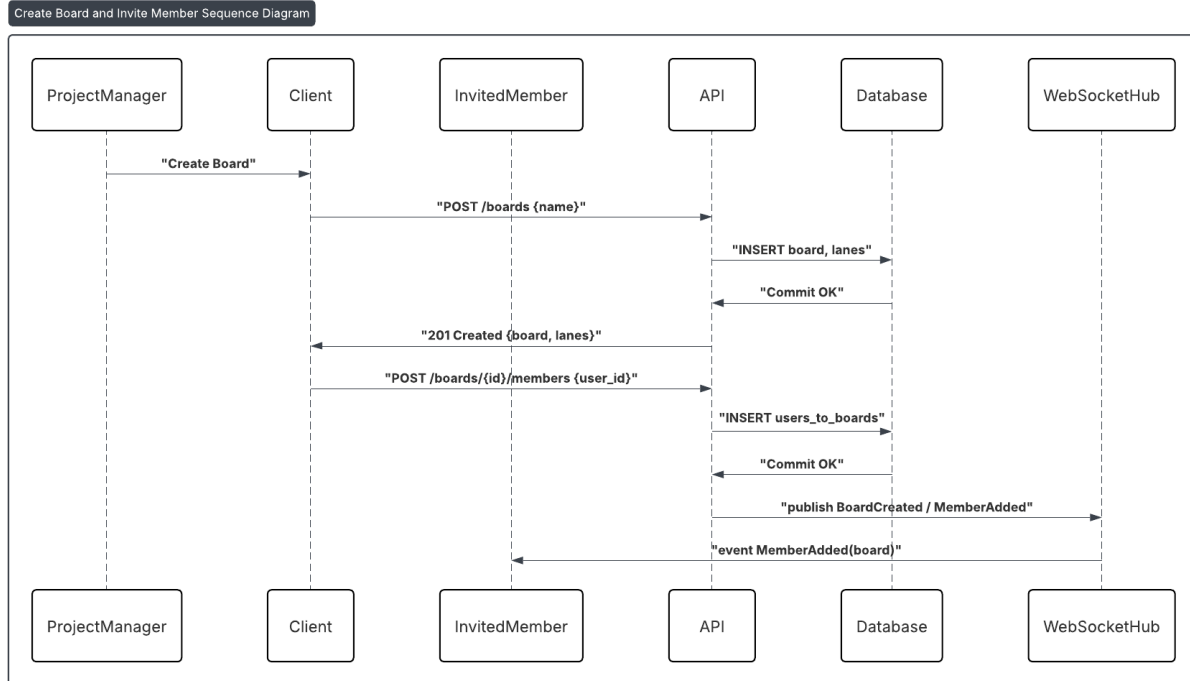 Create Board and Invite Member Sequence Diagram
ProjectManager
Client
InvitedMember
API
Database
WebSocketHub
"Create Board"
"POST /boards {name}"
"INSERT board, lanes"
"Commit OK"
"201 Created {board, lanes}"
"POST /boards/{id}/members {user_id}"
"INSERT users_to_boards"
"Commit OK"
"publish BoardCreated / MemberAdded"
"event MemberAdded(board)"
ProjectManager
Client
InvitedMember
API
Database
WebSocketHub